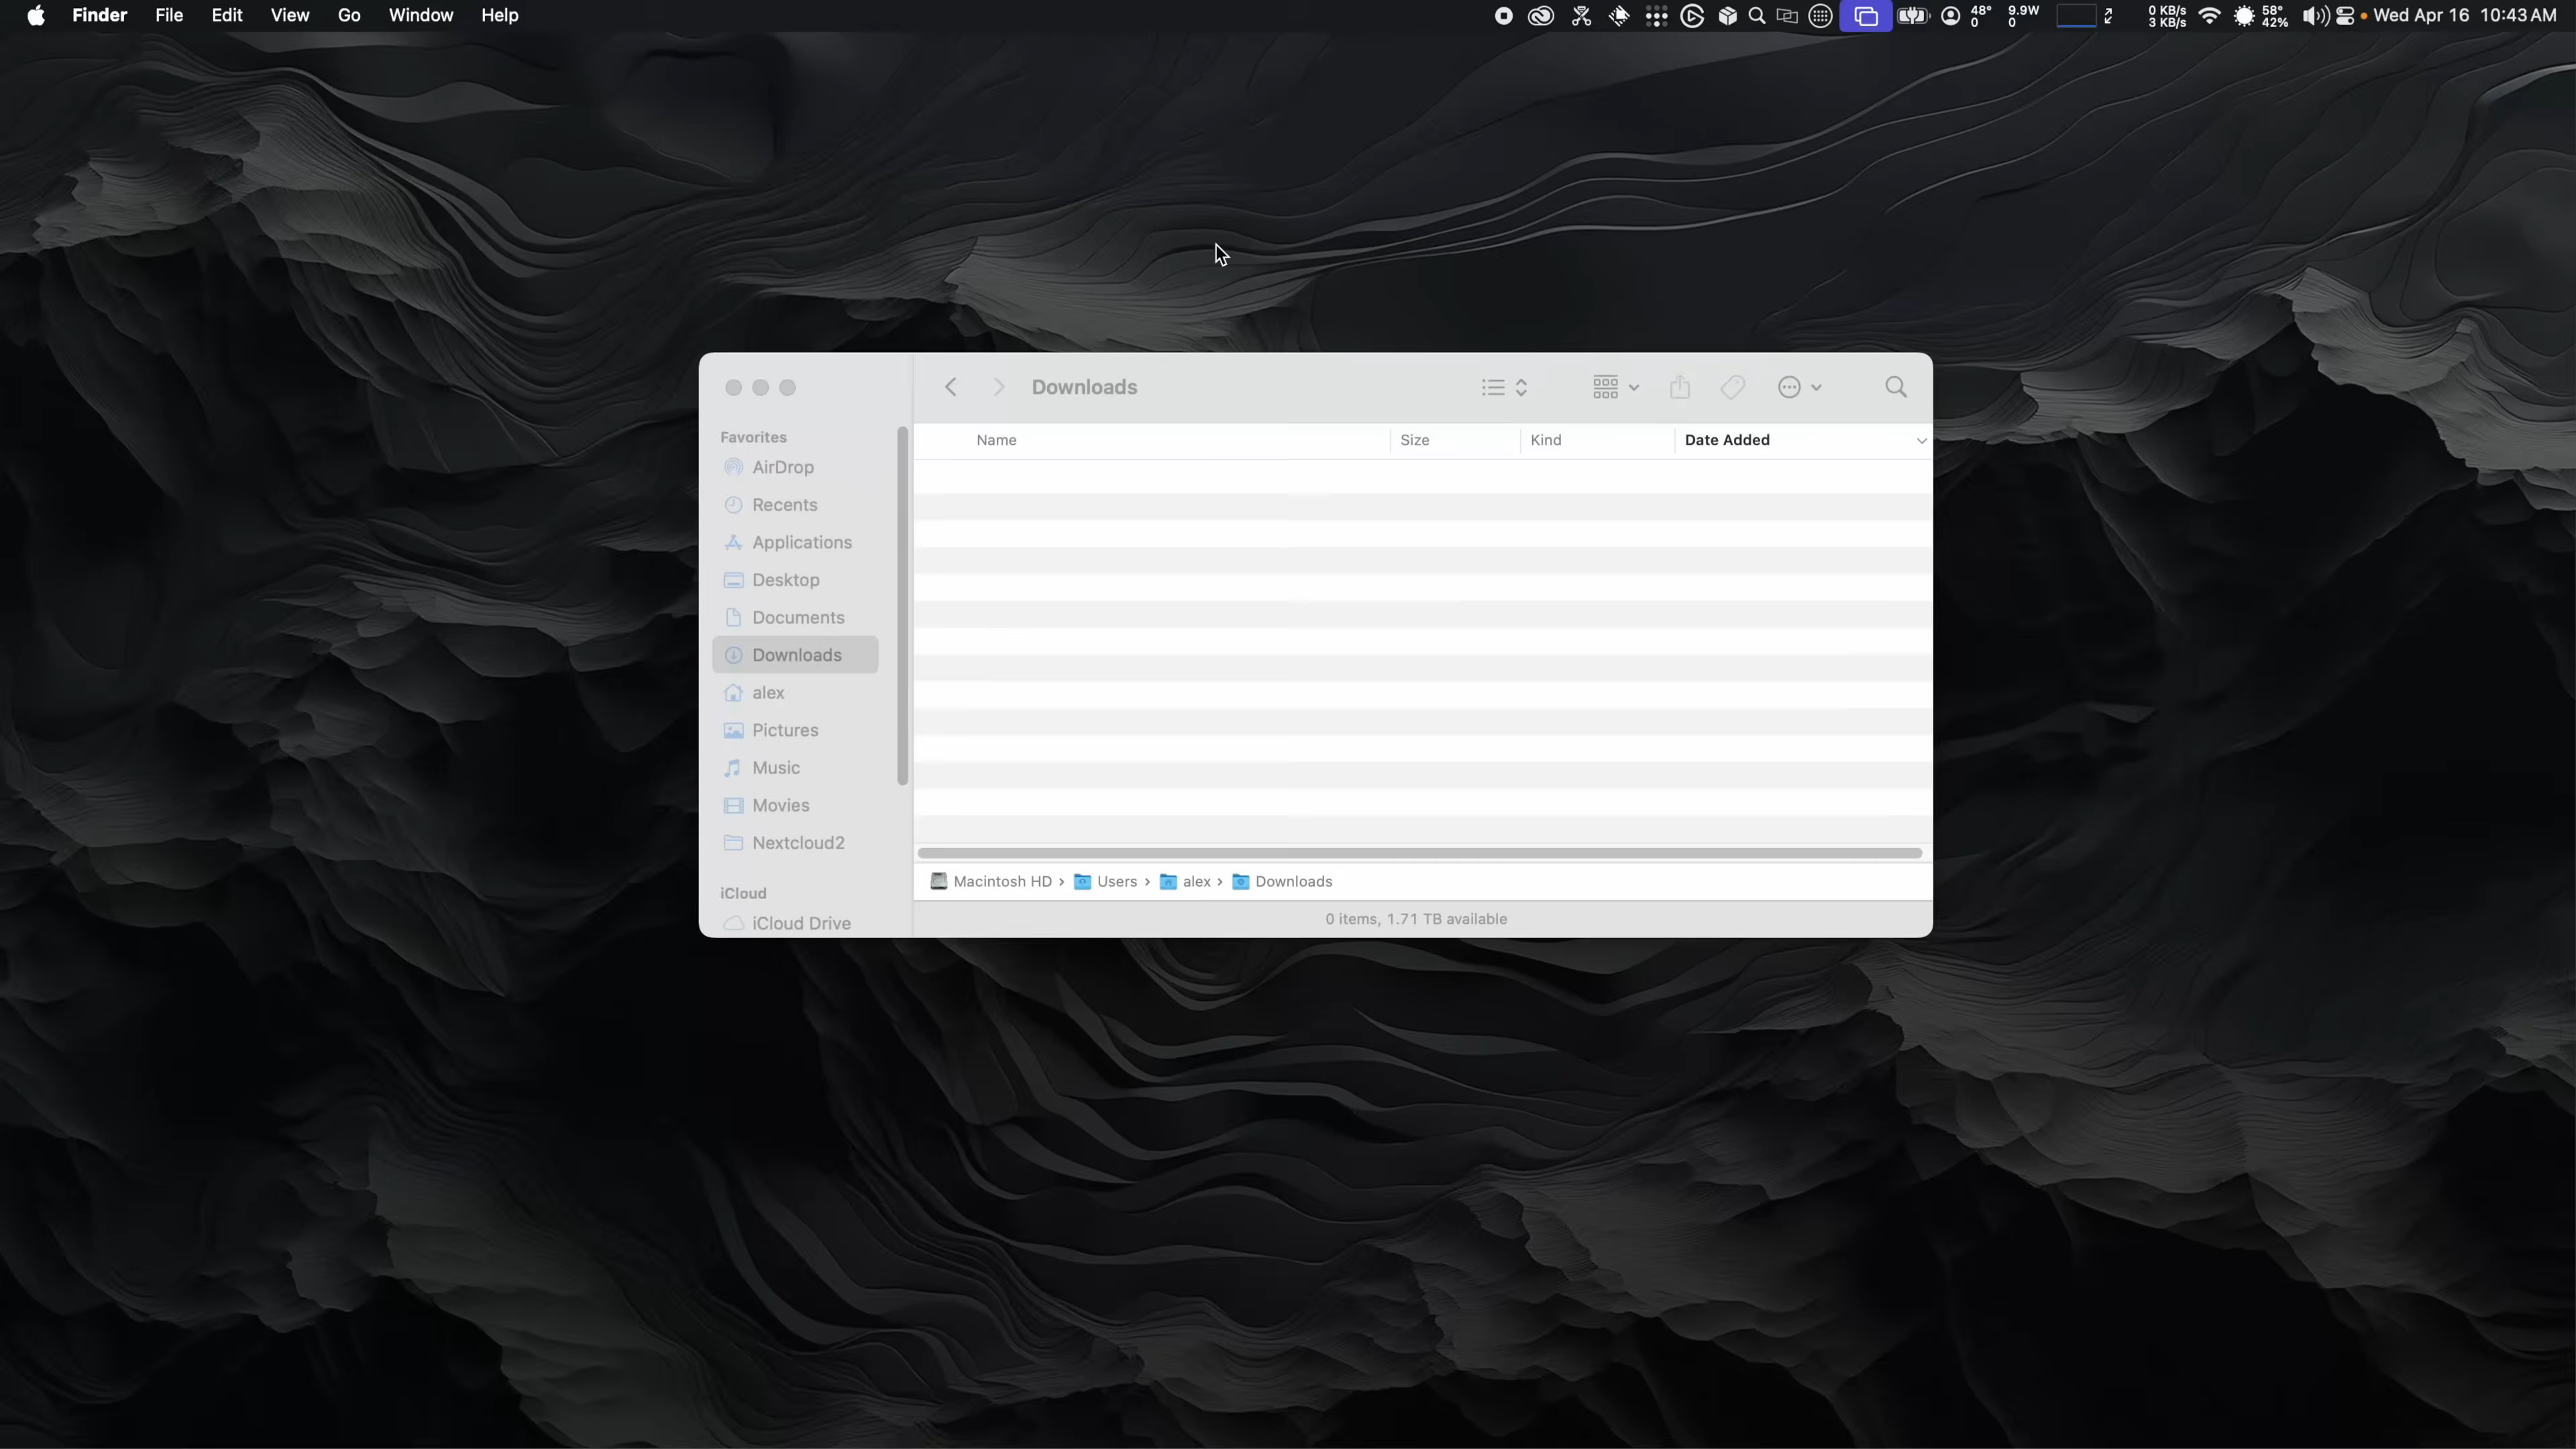 Finder File Edit View Go Window Help 48° 0 9.9W 0 0 KB/s 3 KB/s 58° 42% Wed Apr 16 10:43 AM
Downloads
Favorites
AirDrop
Recents
Applications
Desktop
Documents
Downloads
alex
Pictures
Music
Movies
Nextcloud2
iCloud
iCloud Drive
Name Size Kind Date Added
Macintosh HD › Users › alex › Downloads
0 items, 1.71 TB available